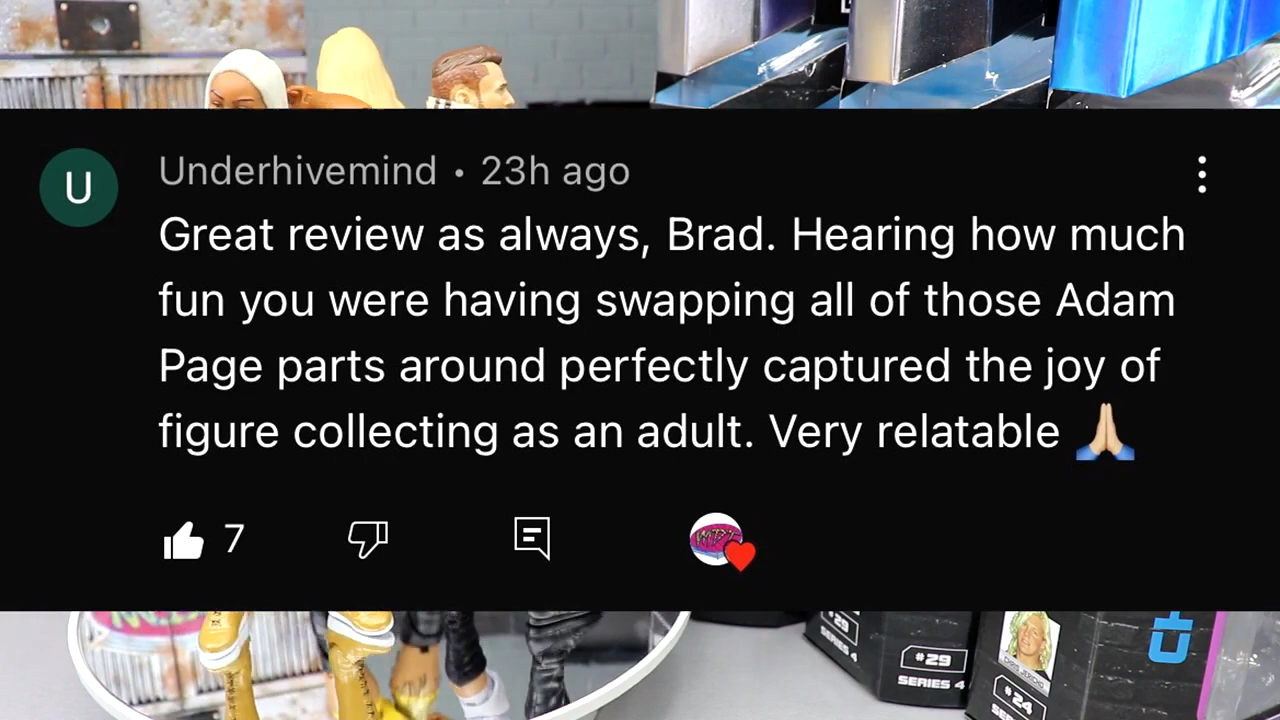 U
Underhivemind • 23h ago
Great review as always, Brad. Hearing how much
fun you were having swapping all of those Adam
Page parts around perfectly captured the joy of
figure collecting as an adult. Very relatable 🙏🏼
7
#29
SERIES 4
#29
SERIES 4
CHRIS JERICHO
#24